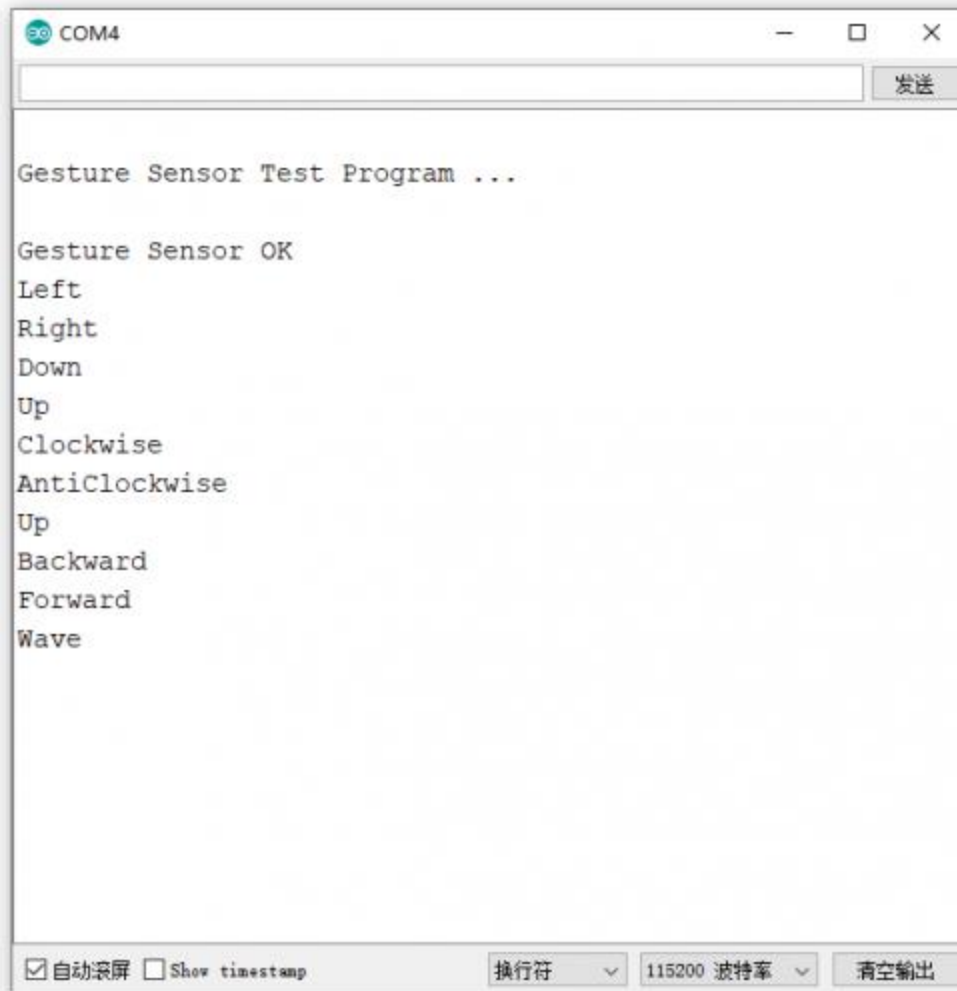 COM4
发送
Gesture Sensor Test Program ...
Gesture Sensor OK
Left
Right
Down
Up
Clockwise
AntiClockwise
Up
Backward
Forward
Wave
自动滚屏 Show timestamp 换行符 115200 波特率 清空输出